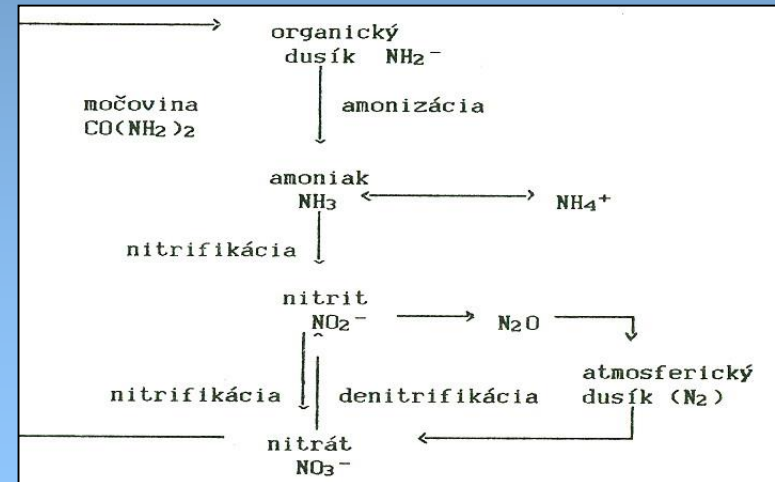 organický
dusík NH₂⁻
močovina
CO(NH₂)₂
amonizácia
amoniak
NH₃
NH₄⁺
nitrifikácia
nitrit
NO₂⁻
N₂O
nitrifikácia
denitrifikácia
atmosferický
dusík (N₂)
nitrát
NO₃⁻